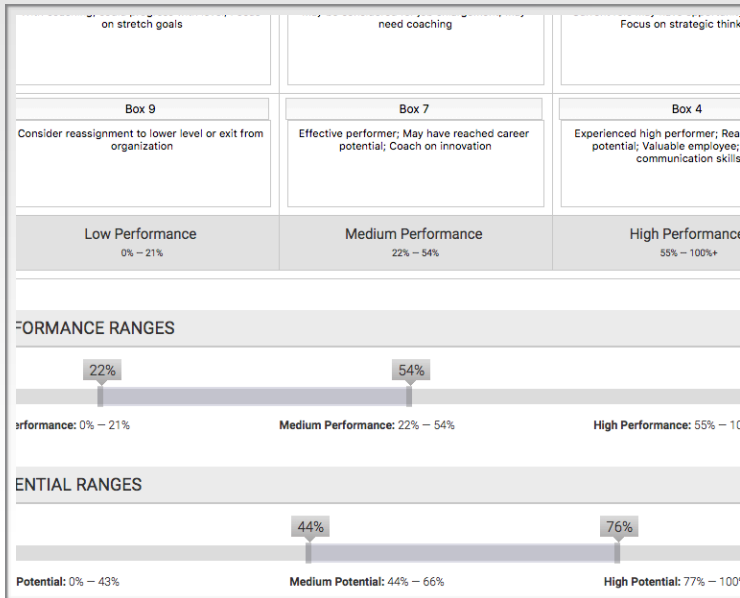 on stretch goals
need coaching
Focus on strategic think
Box 9
Box 7
Box 4
Consider reassignment to lower level or exit from
organization
Effective performer; May have reached career
potential; Coach on innovation
Experienced high performer; Rea
potential; Valuable employee;
communication skills
Low Performance
0% — 21%
Medium Performance
22% — 54%
High Performance
55% — 100%+
FORMANCE RANGES
22%
54%
erformance: 0% — 21%
Medium Performance: 22% — 54%
High Performance: 55% — 10
ENTIAL RANGES
44%
76%
Potential: 0% — 43%
Medium Potential: 44% — 66%
High Potential: 77% — 100%